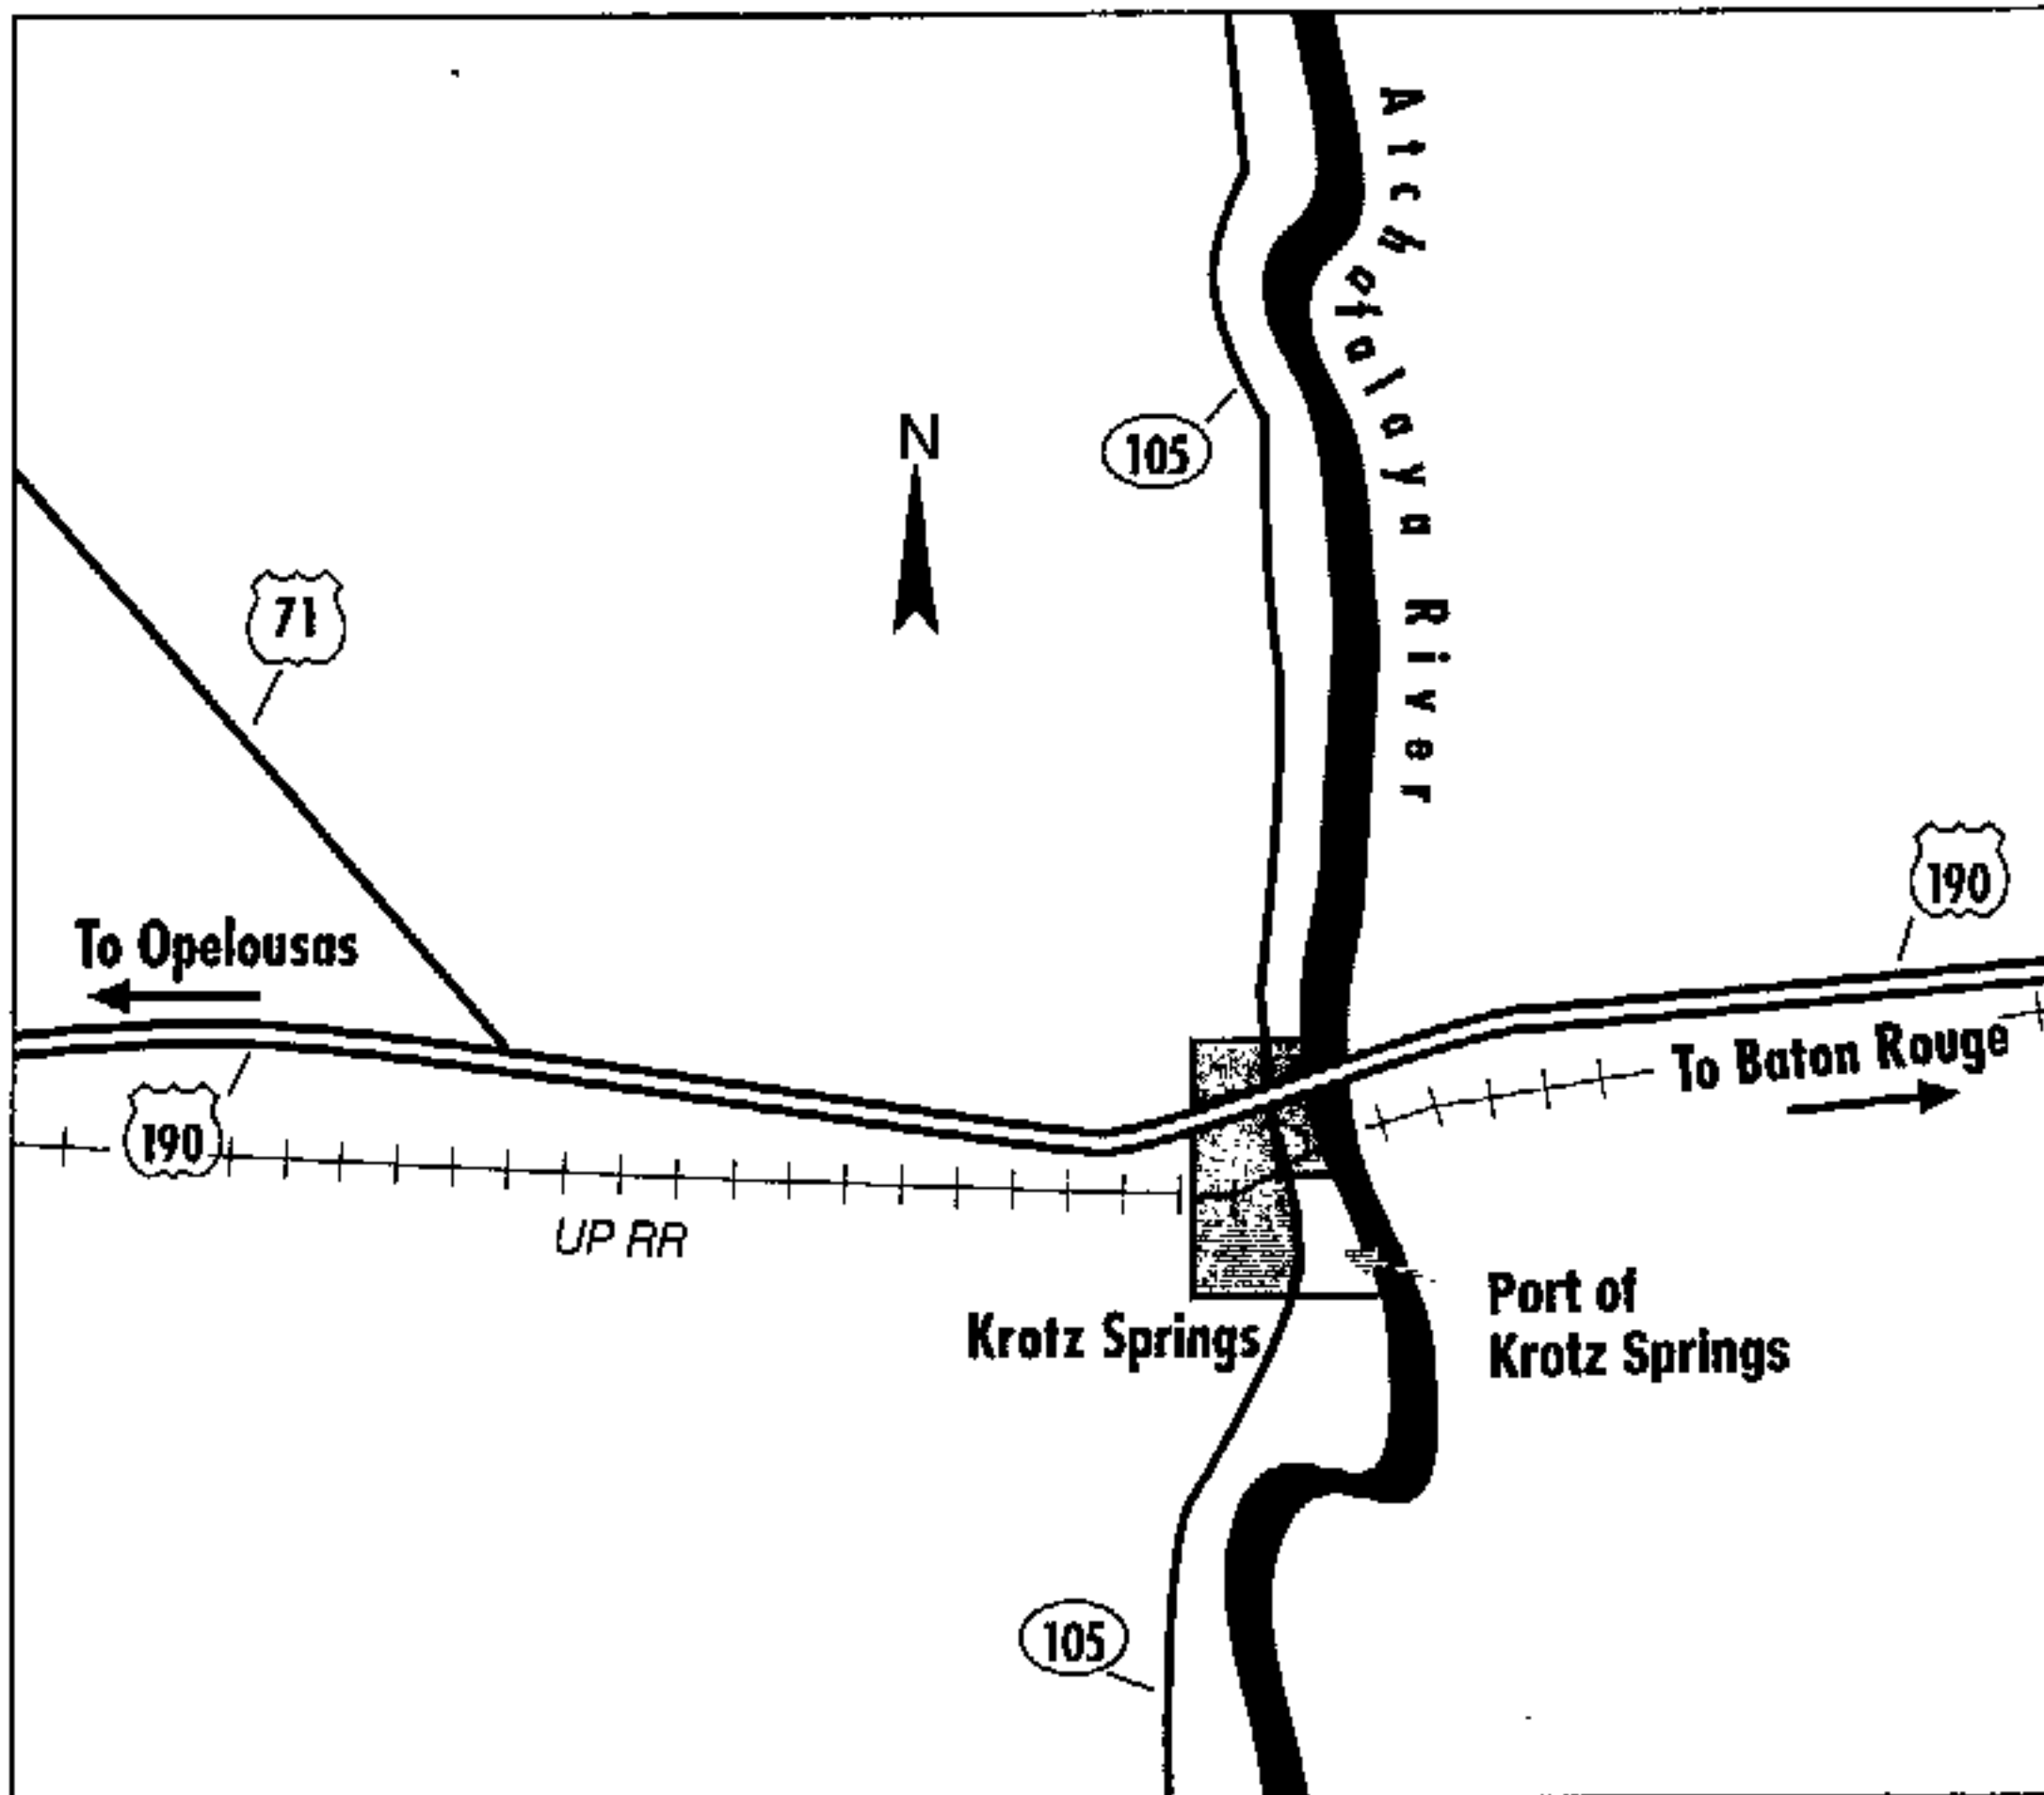 Atchafalaya River
N
105
71
190
To Opelousas
To Baton Rouge
190
UP RR
Port of
Krotz Springs
Krotz Springs
105